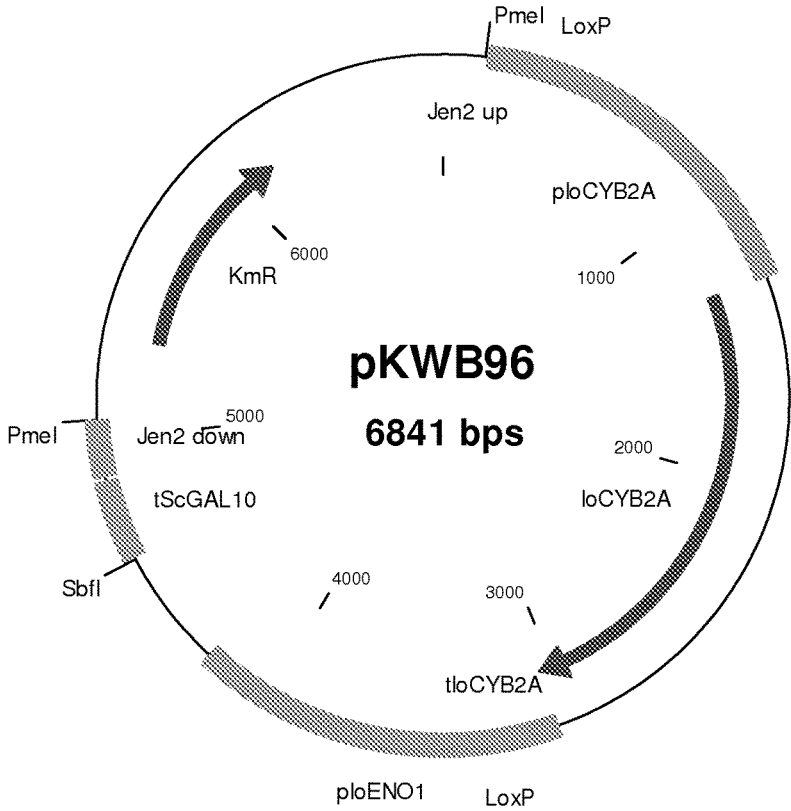 PmeI
LoxP
Jen2 up
ploCYB2A
6000
KmR
1000
pKWB96
6841 bps
5000
PmeI
Jen2 down
2000
tScGAL10
loCYB2A
4000
SbfI
3000
tloCYB2A
ploENO1
LoxP